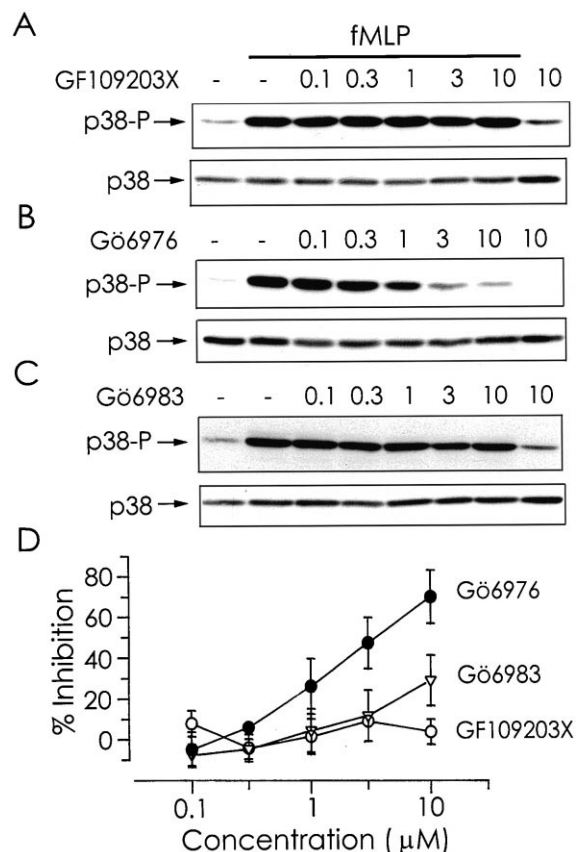 A
fMLP
GF109203X - - 0.1 0.3 1 3 10 10
p38-P
p38
B
Gö6976 - - 0.1 0.3 1 3 10 10
p38-P
p38
C
Gö6983 - - 0.1 0.3 1 3 10 10
p38-P
p38
D
% Inhibition
80
60
40
20
0
Gö6976
Gö6983
GF109203X
0.1 1 10
Concentration ( μM)